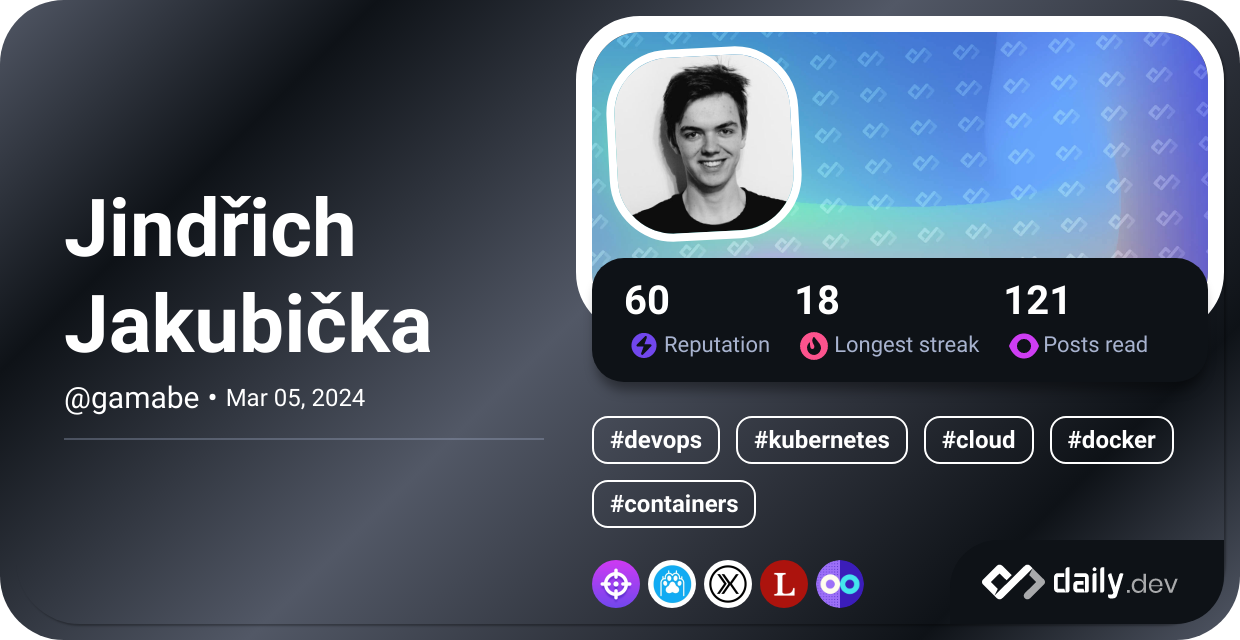 Jindřich
Jakubička
@gamabe • Mar 05, 2024
60 18 121
Reputation Longest streak Posts read
#devops #kubernetes #cloud #docker
#containers
L
daily.dev